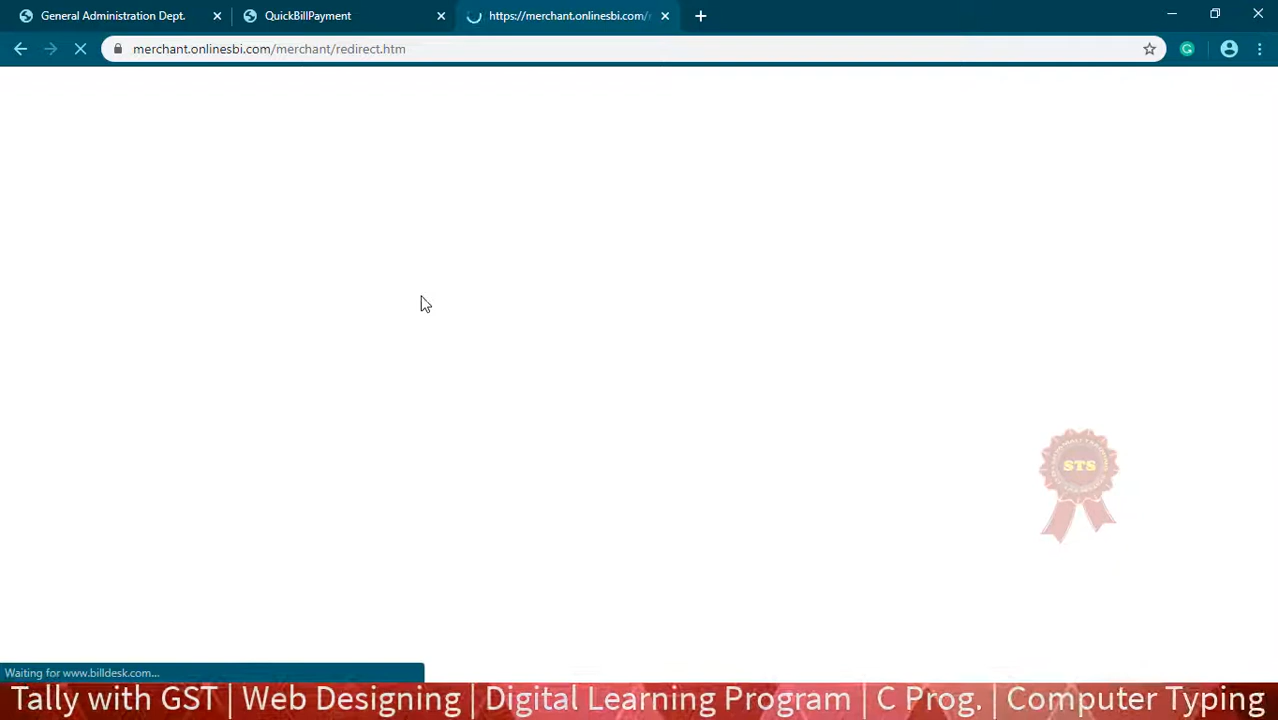 General Administration Dept.
QuickBillPayment
https://merchant.onlinesbi.com/
merchant.onlinesbi.com/merchant/redirect.htm
STS
Waiting for www.billdesk.com...
Tally with GST | Web Designing | Digital Learning Program | C Prog. | Computer Typing